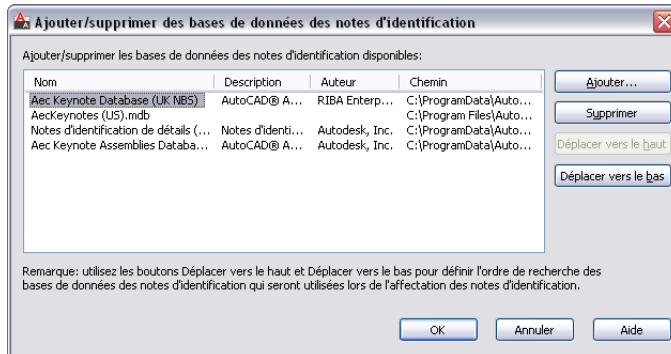 Ajouter/supprimer des bases de données des notes d'identification
Ajouter/supprimer les bases de données des notes d'identification disponibles:
Nom Description Auteur Chemin
Aec Keynote Database (UK NBS) AutoCAD® A... RIBA Enterp... C:\ProgramData\Auto...
AecKeynotes (US).mdb C:\Program Files\Auto...
Notes d'identification de détails (... Notes d'identi... Autodesk, Inc. C:\ProgramData\Auto...
Aec Keynote Assemblies Databa... AutoCAD® A... Autodesk, Inc. C:\ProgramData\Auto...
Ajouter...
Supprimer
Déplacer vers le haut
Déplacer vers le bas
Remarque: utilisez les boutons Déplacer vers le haut et Déplacer vers le bas pour définir l'ordre de recherche des
bases de données des notes d'identification qui seront utilisées lors de l'affectation des notes d'identification.
OK Annuler Aide